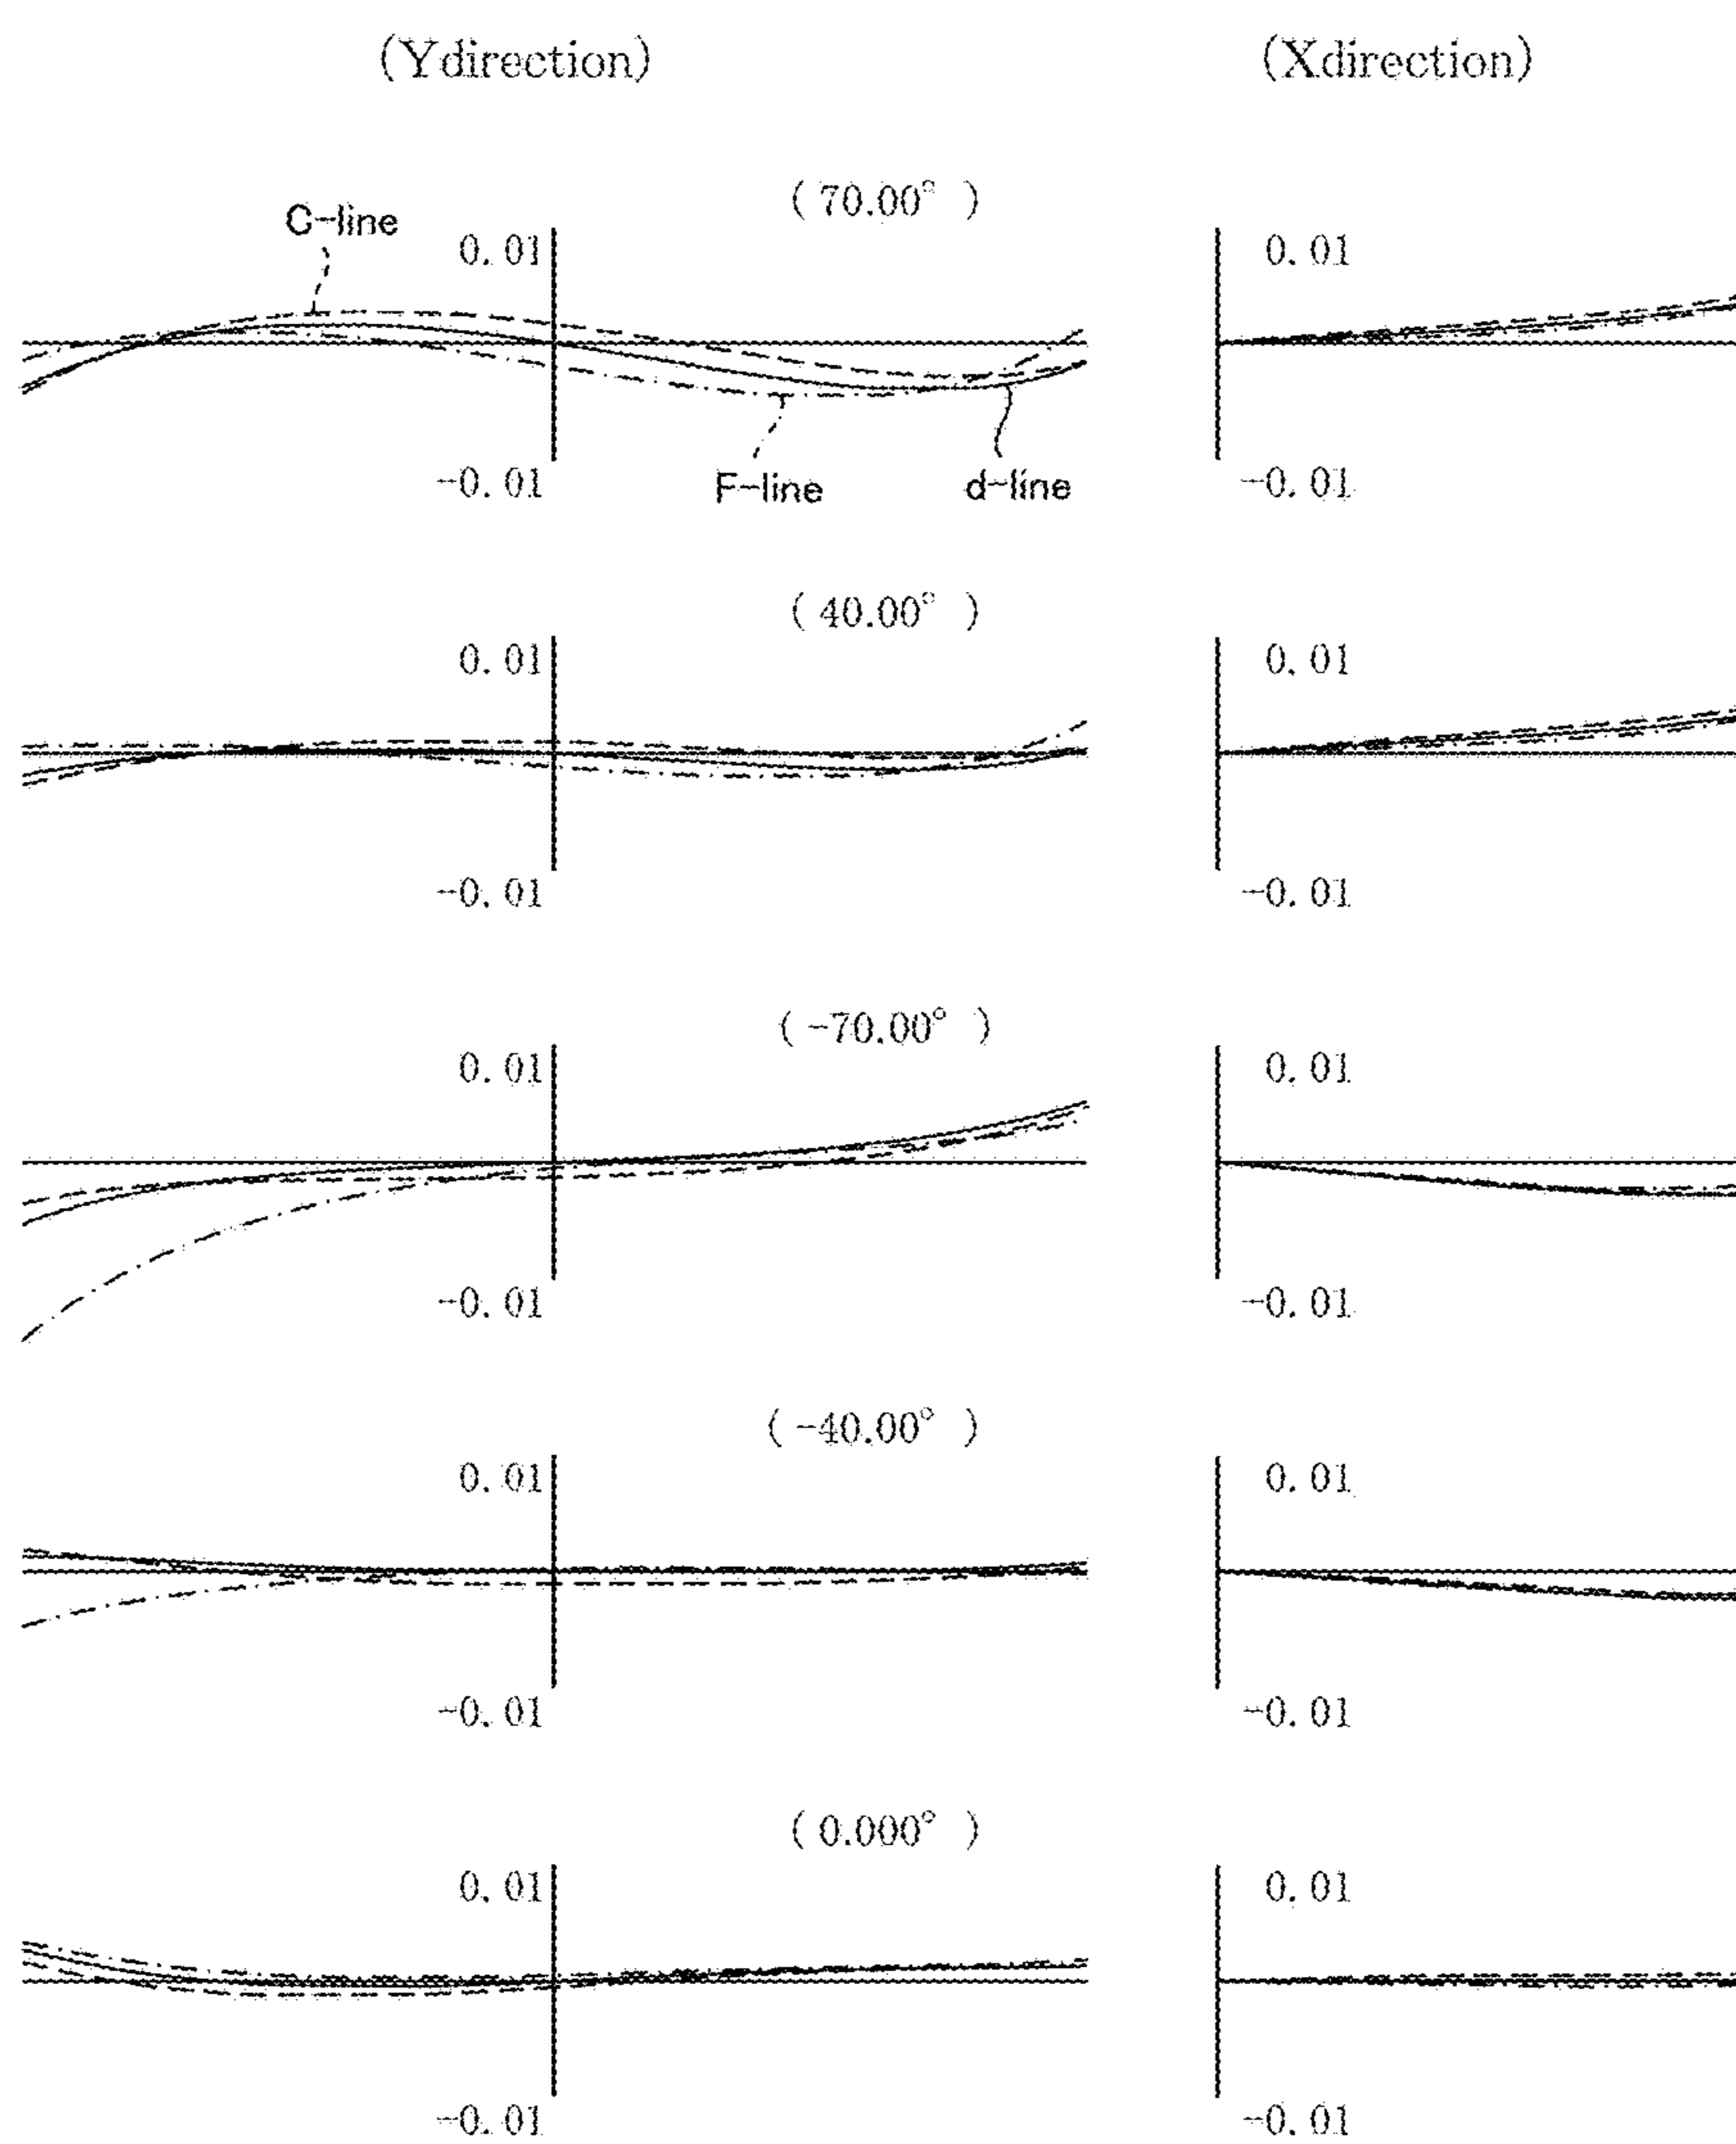 (Ydirection) (Xdirection)
( 70.00° )
C-line
0.01 0.01
-0.01 F-line d-line -0.01
( 40.00° )
0.01 0.01
-0.01 -0.01
( -70.00° )
0.01 0.01
-0.01 -0.01
( -40.00° )
0.01 0.01
-0.01 -0.01
( 0.000° )
0.01 0.01
-0.01 -0.01